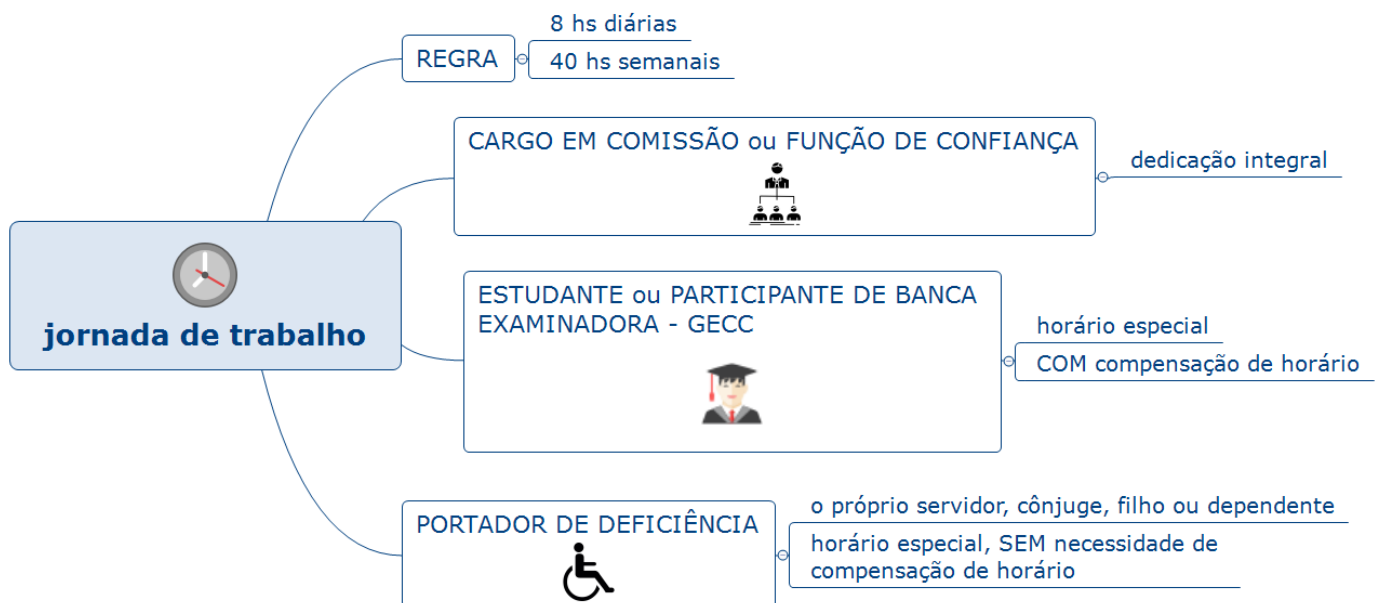 jornada de trabalho
REGRA
8 hs diárias
40 hs semanais
CARGO EM COMISSÃO ou FUNÇÃO DE CONFIANÇA
dedicação integral
ESTUDANTE ou PARTICIPANTE DE BANCA
EXAMINADORA - GECC
horário especial
COM compensação de horário
PORTADOR DE DEFICIÊNCIA
o próprio servidor, cônjuge, filho ou dependente
horário especial, SEM necessidade de
compensação de horário